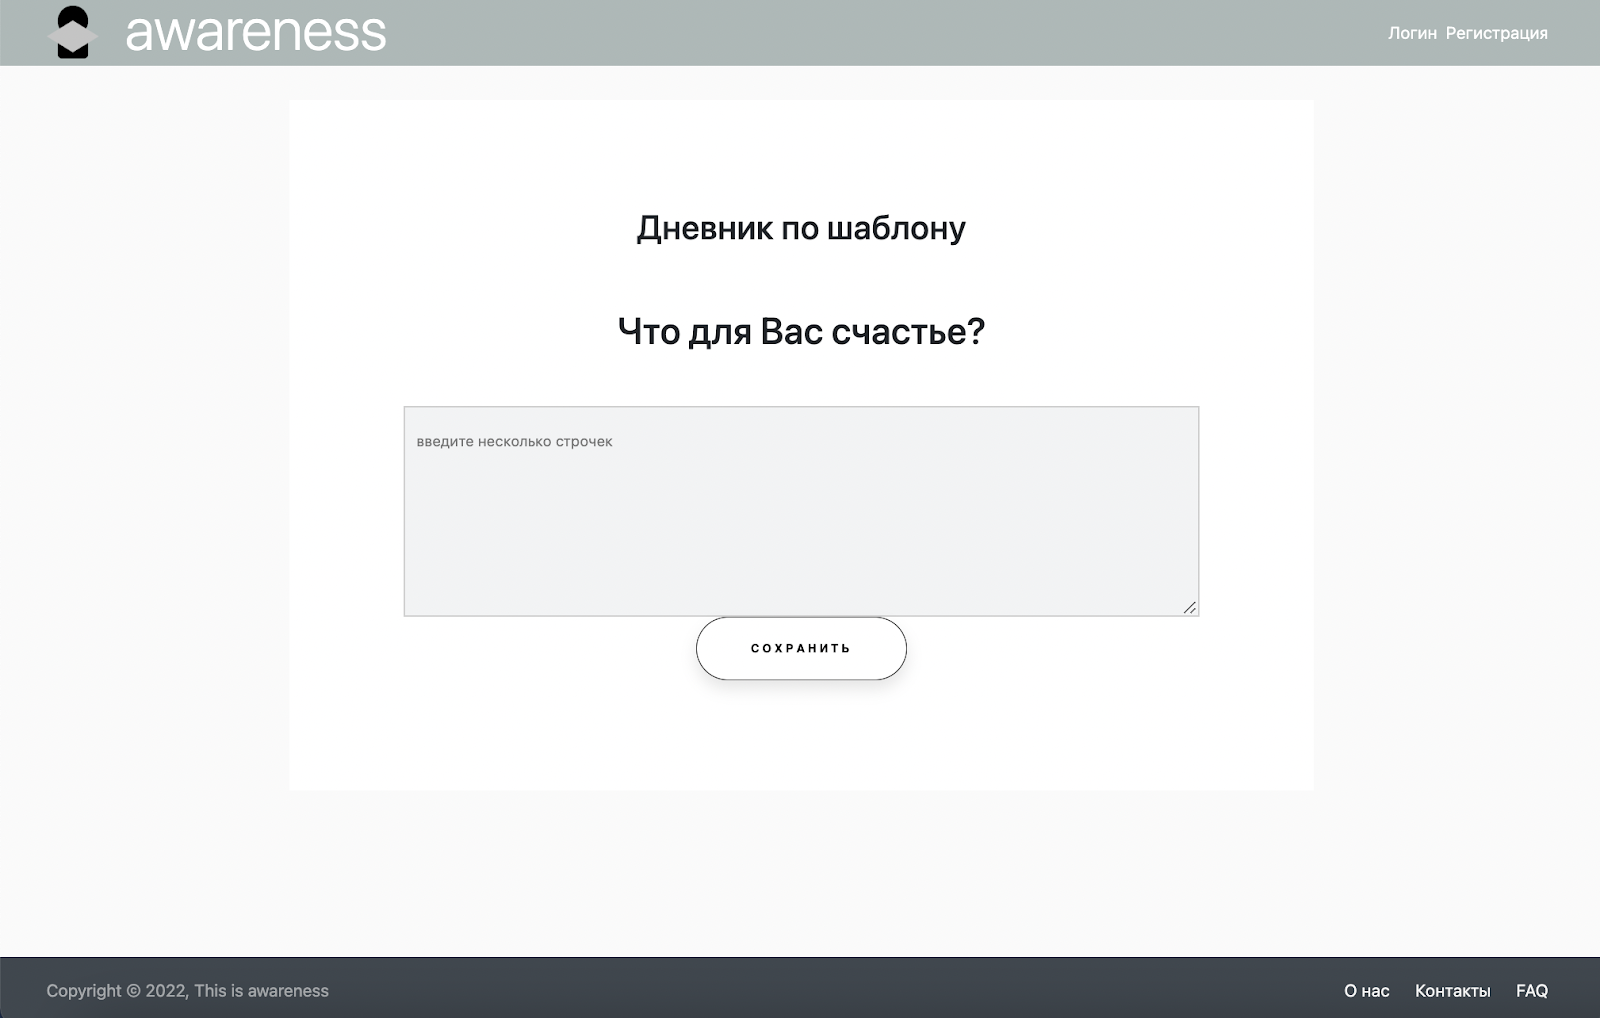 awareness
Логин Регистрация
Дневник по шаблону
Что для Вас счастье?
введите несколько строчек
СОХРАНИТЬ
Copyright © 2022, This is awareness
О нас Контакты FAQ